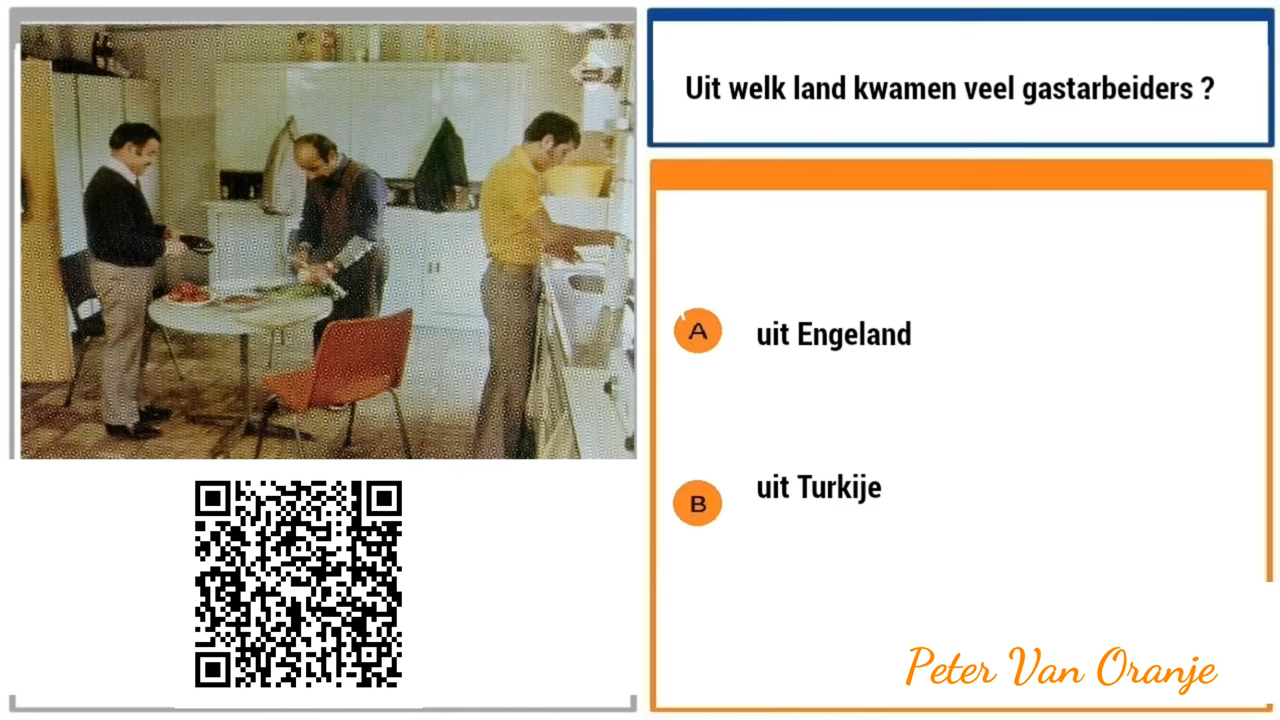 Uit welk land kwamen veel gastarbeiders ?
A uit Engeland
B uit Turkije
Peter Van Oranje